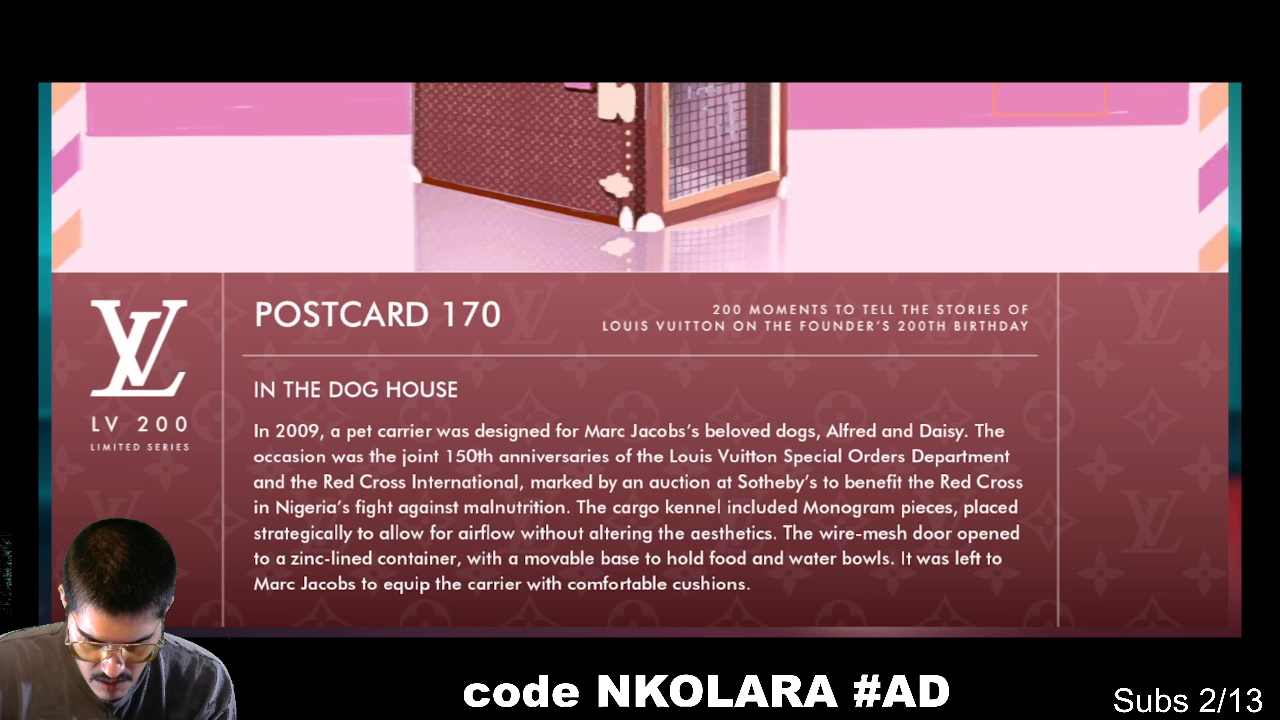 LV
LV 200
LIMITED SERIES
POSTCARD 170
200 MOMENTS TO TELL THE STORIES OF
LOUIS VUITTON ON THE FOUNDER'S 200TH BIRTHDAY
IN THE DOG HOUSE
In 2009, a pet carrier was designed for Marc Jacobs's beloved dogs, Alfred and Daisy. The
occasion was the joint 150th anniversaries of the Louis Vuitton Special Orders Department
and the Red Cross International, marked by an auction at Sotheby's to benefit the Red Cross
in Nigeria's fight against malnutrition. The cargo kennel included Monogram pieces, placed
strategically to allow for airflow without altering the aesthetics. The wire-mesh door opened
to a zinc-lined container, with a movable base to hold food and water bowls. It was left to
Marc Jacobs to equip the carrier with comfortable cushions.
code NKOLARA #AD
Subs 2/13